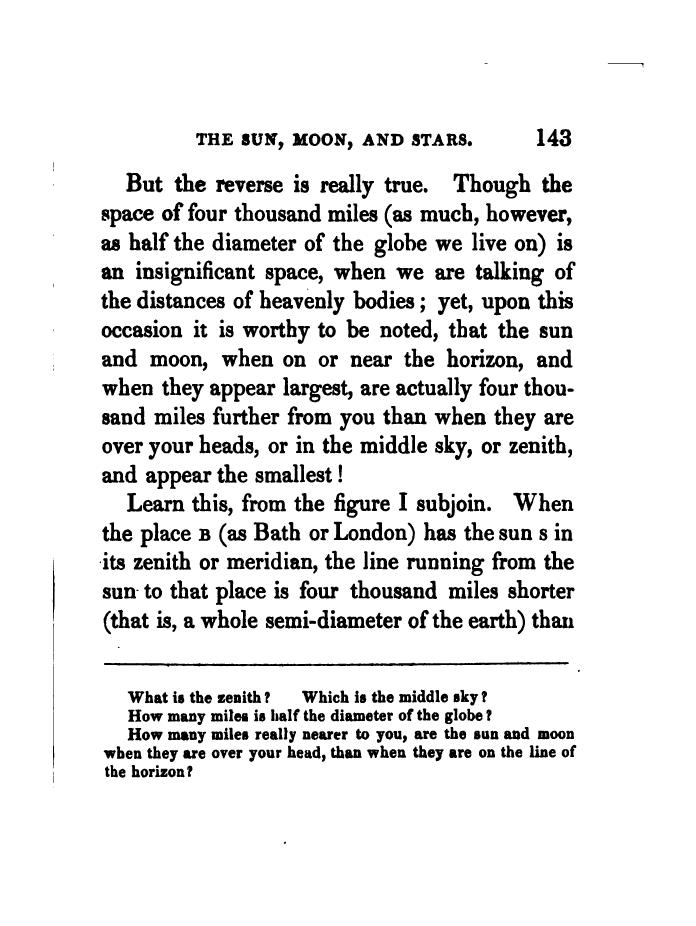 THE SUN, MOON, AND STARS. 143
But the reverse is really true. Though the
space of four thousand miles (as much, however,
as half the diameter of the globe we live on) is
an insignificant space, when we are talking of
the distances of heavenly bodies; yet, upon this
occasion it is worthy to be noted, that the sun
and moon, when on or near the horizon, and
when they appear largest, are actually four thou-
sand miles further from you than when they are
over your heads, or in the middle sky, or zenith,
and appear the smallest!
Learn this, from the figure I subjoin. When
the place B (as Bath or London) has the sun s in
its zenith or meridian, the line running from the
sun to that place is four thousand miles shorter
(that is, a whole semi-diameter of the earth) than
What is the zenith? Which is the middle sky?
How many miles is half the diameter of the globe?
How many miles really nearer to you, are the sun and moon
when they are over your head, than when they are on the line of
the horizon?